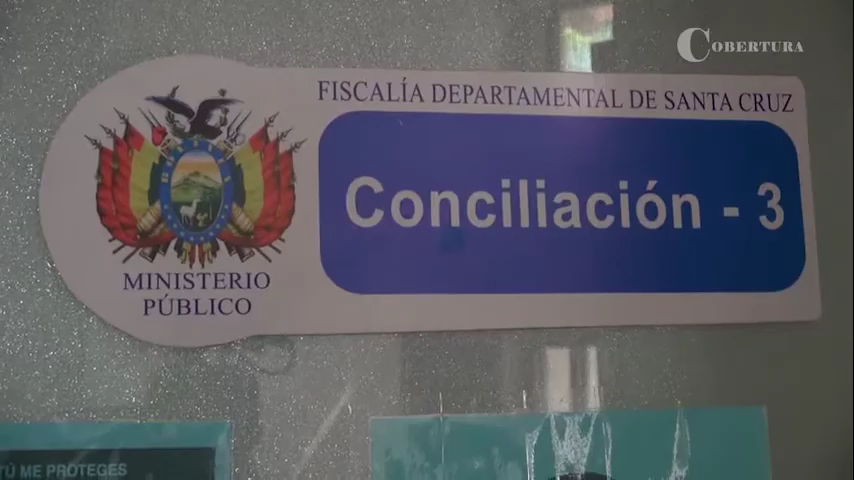 COBERTURA
FISCALÍA DEPARTAMENTAL DE SANTA CRUZ
Conciliación - 3
MINISTERIO
PÚBLICO
TÚ ME PROTEGES